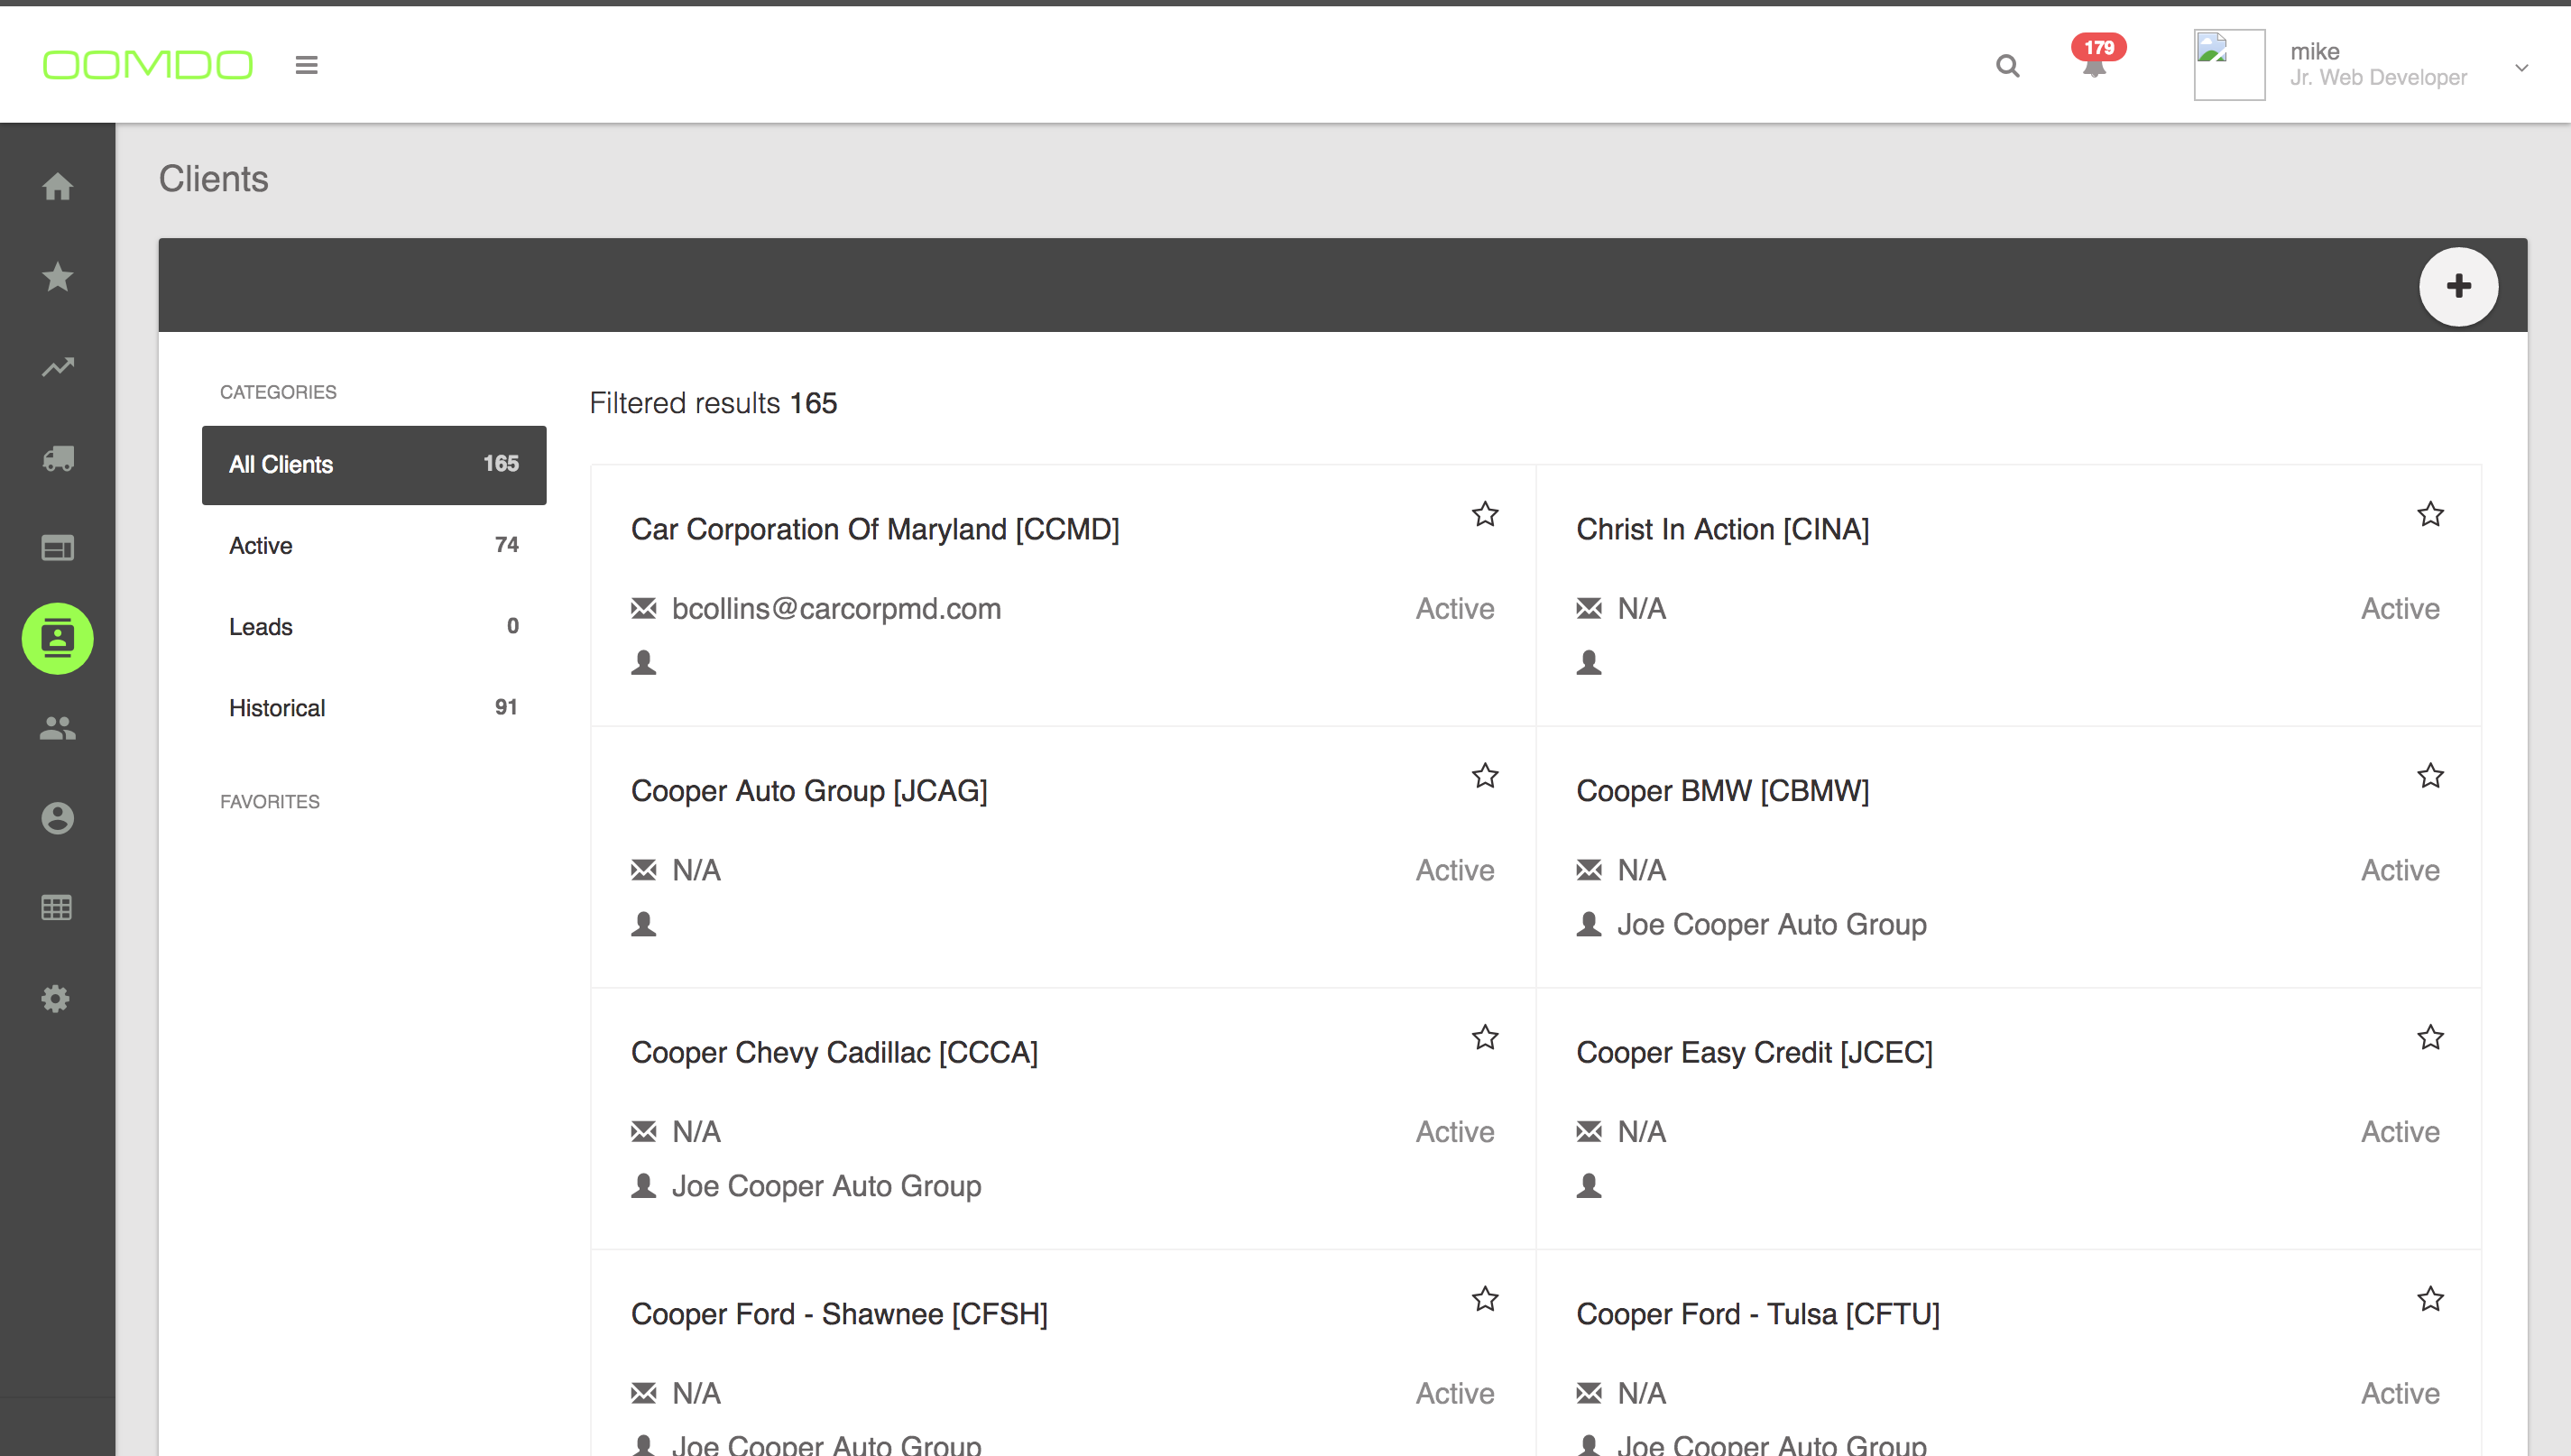 OOMDO
179
mike
Jr. Web Developer
Clients
CATEGORIES
All Clients 165
Active 74
Leads 0
Historical 91
FAVORITES
Filtered results 165
Car Corporation Of Maryland [CCMD]
bcollins@carcorpmd.com Active
Christ In Action [CINA]
N/A Active
Cooper Auto Group [JCAG]
N/A Active
Cooper BMW [CBMW]
N/A Active
Joe Cooper Auto Group
Cooper Chevy Cadillac [CCCA]
N/A Active
Joe Cooper Auto Group
Cooper Easy Credit [JCEC]
N/A Active
Cooper Ford - Shawnee [CFSH]
N/A Active
Joe Cooper Auto Group
Cooper Ford - Tulsa [CFTU]
N/A Active
Joe Cooper Auto Group